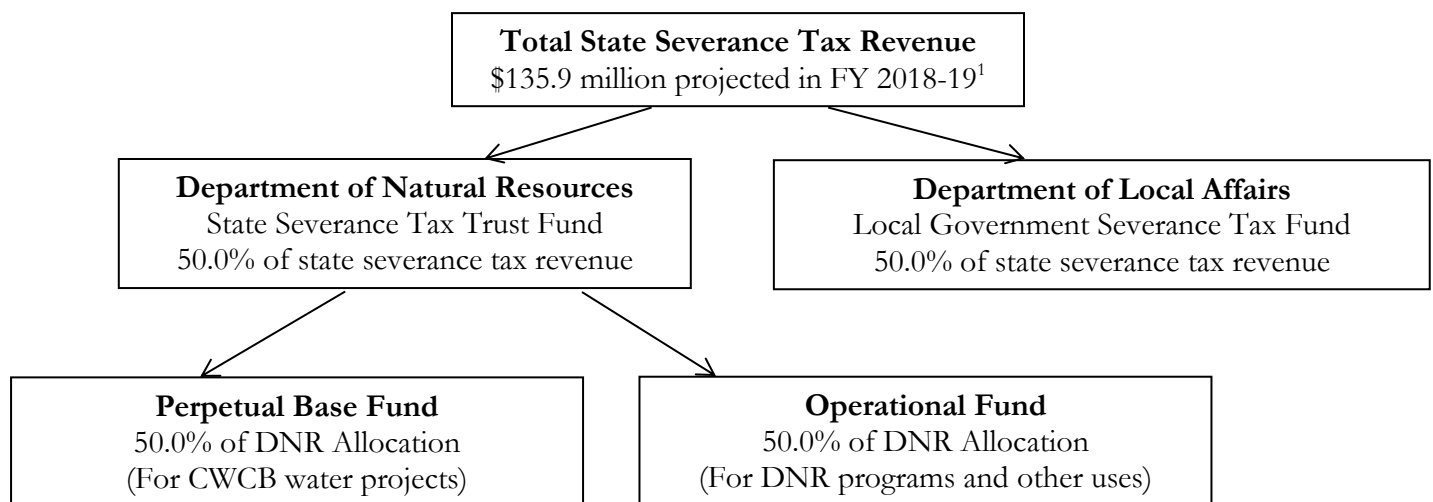 Total State Severance Tax Revenue
$135.9 million projected in FY 2018-19¹
Department of Natural Resources
State Severance Tax Trust Fund
50.0% of state severance tax revenue
Department of Local Affairs
Local Government Severance Tax Fund
50.0% of state severance tax revenue
Perpetual Base Fund
50.0% of DNR Allocation
(For CWCB water projects)
Operational Fund
50.0% of DNR Allocation
(For DNR programs and other uses)